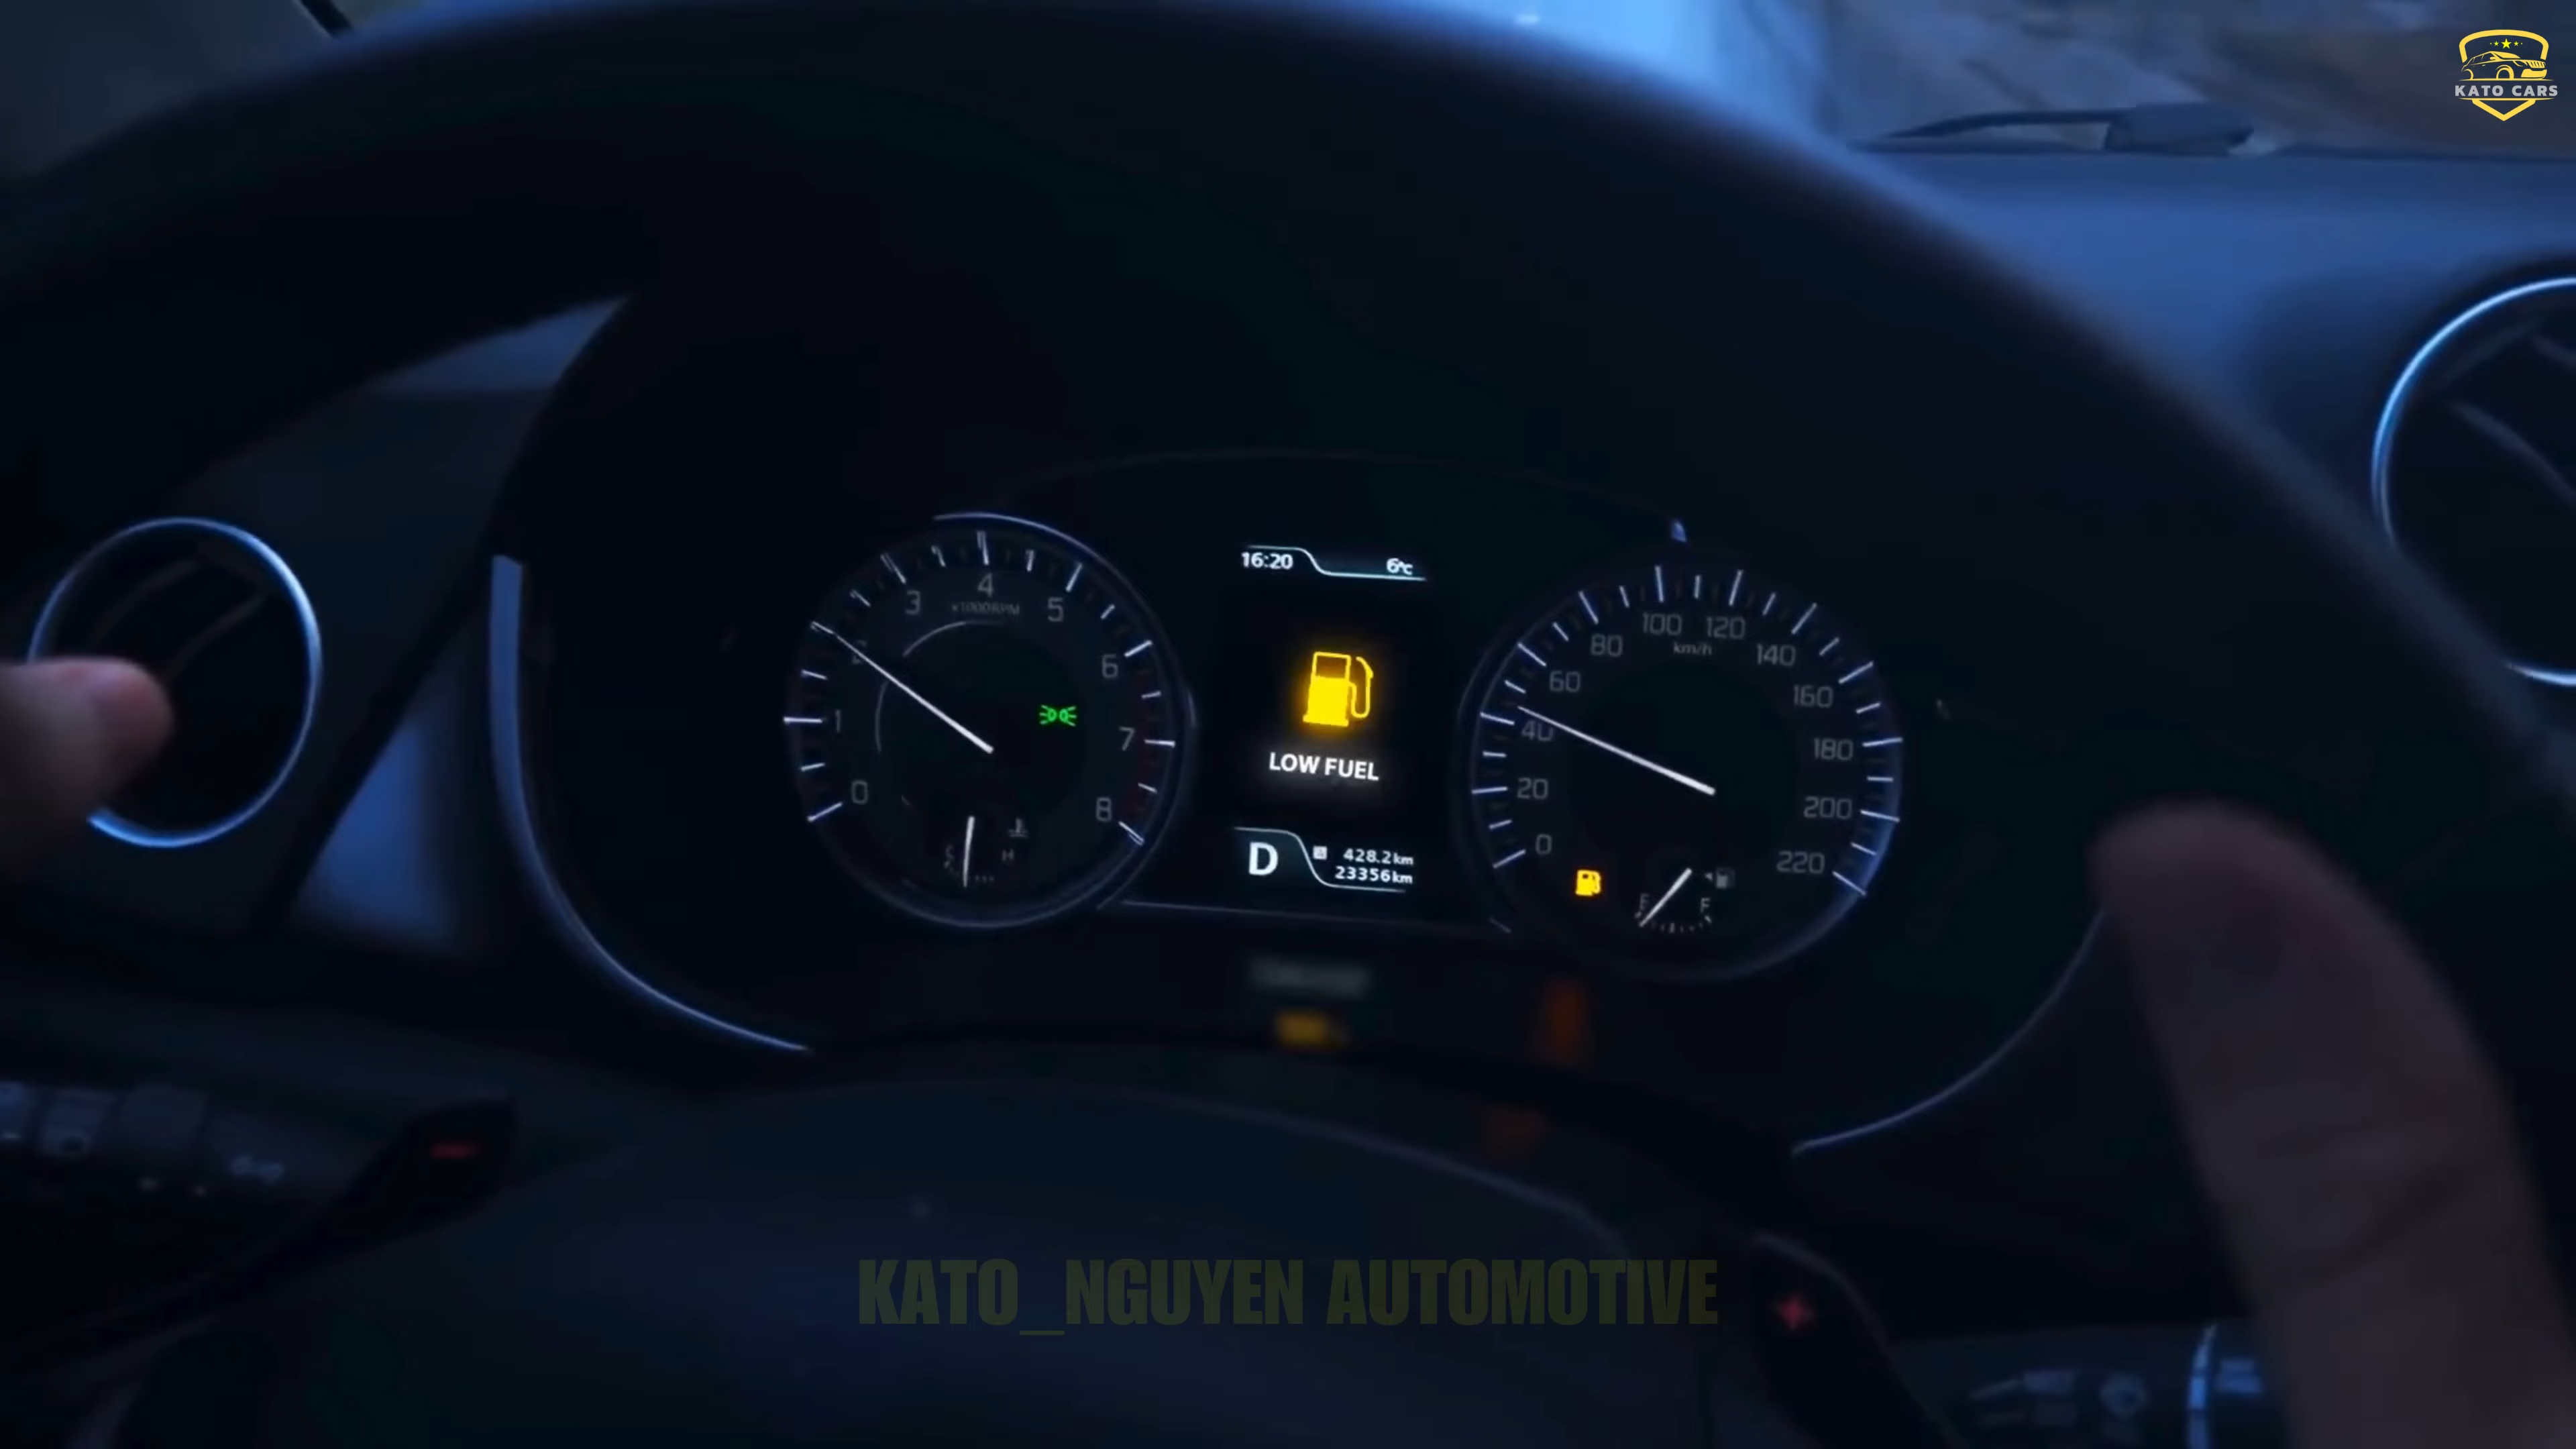 KATO CARS
16:20
6°C
LOW FUEL
D
428.2 km
23356 km
0
1
2
3
4
5
6
7
8
x1000RPM
C
H
0
20
40
60
80
100
120
140
160
180
200
220
km/h
E
F
KATO_NGUYEN AUTOMOTIVE